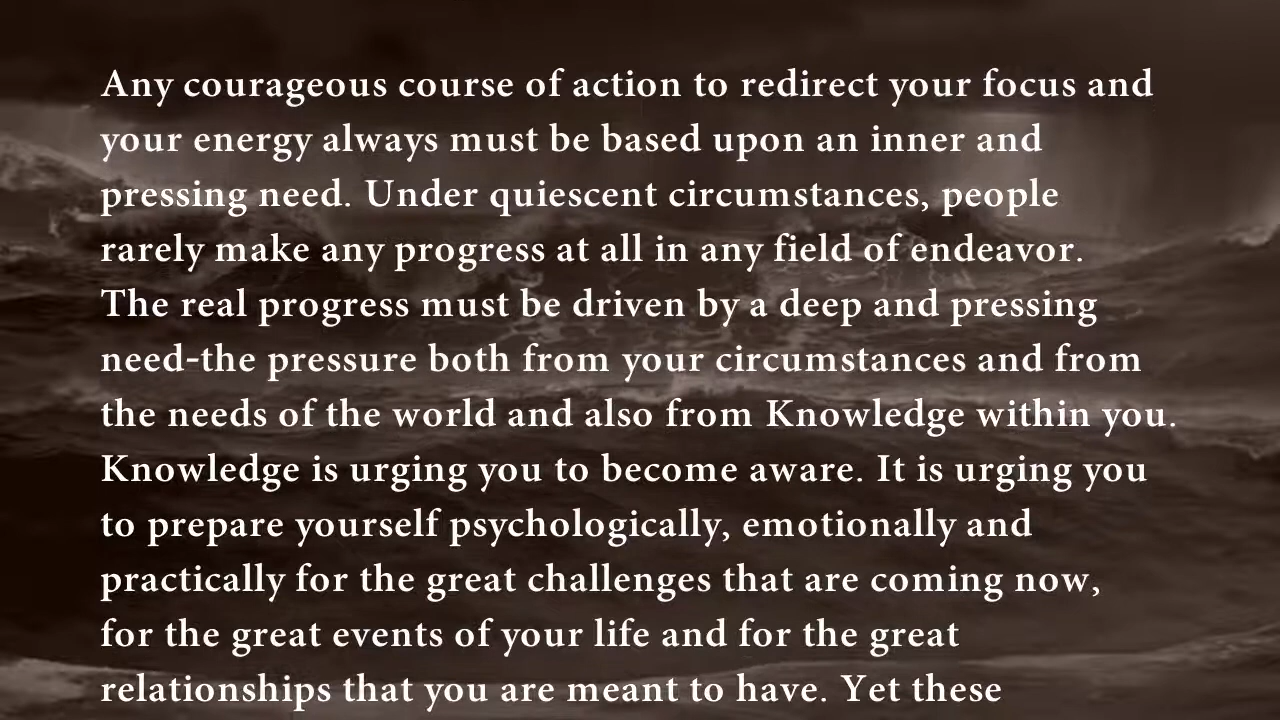 Any courageous course of action to redirect your focus and
your energy always must be based upon an inner and
pressing need. Under quiescent circumstances, people
rarely make any progress at all in any field of endeavor.
The real progress must be driven by a deep and pressing
need-the pressure both from your circumstances and from
the needs of the world and also from Knowledge within you.
Knowledge is urging you to become aware. It is urging you
to prepare yourself psychologically, emotionally and
practically for the great challenges that are coming now,
for the great events of your life and for the great
relationships that you are meant to have. Yet these